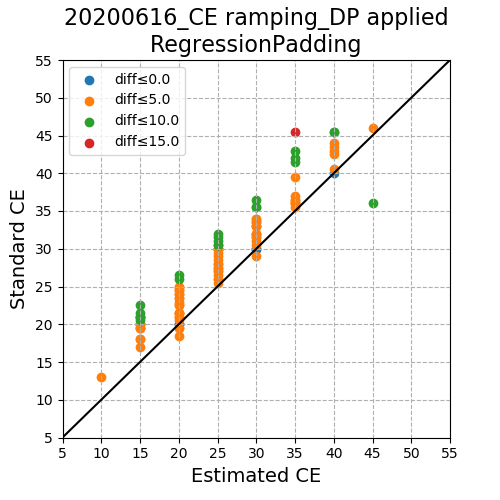 20200616_CE ramping_DP applied
RegressionPadding
55
50
45
40
35
30
25
20
15
10
5
diff≤0.0
diff≤5.0
diff≤10.0
diff≤15.0
Standard CE
5 10 15 20 25 30 35 40 45 50 55
Estimated CE